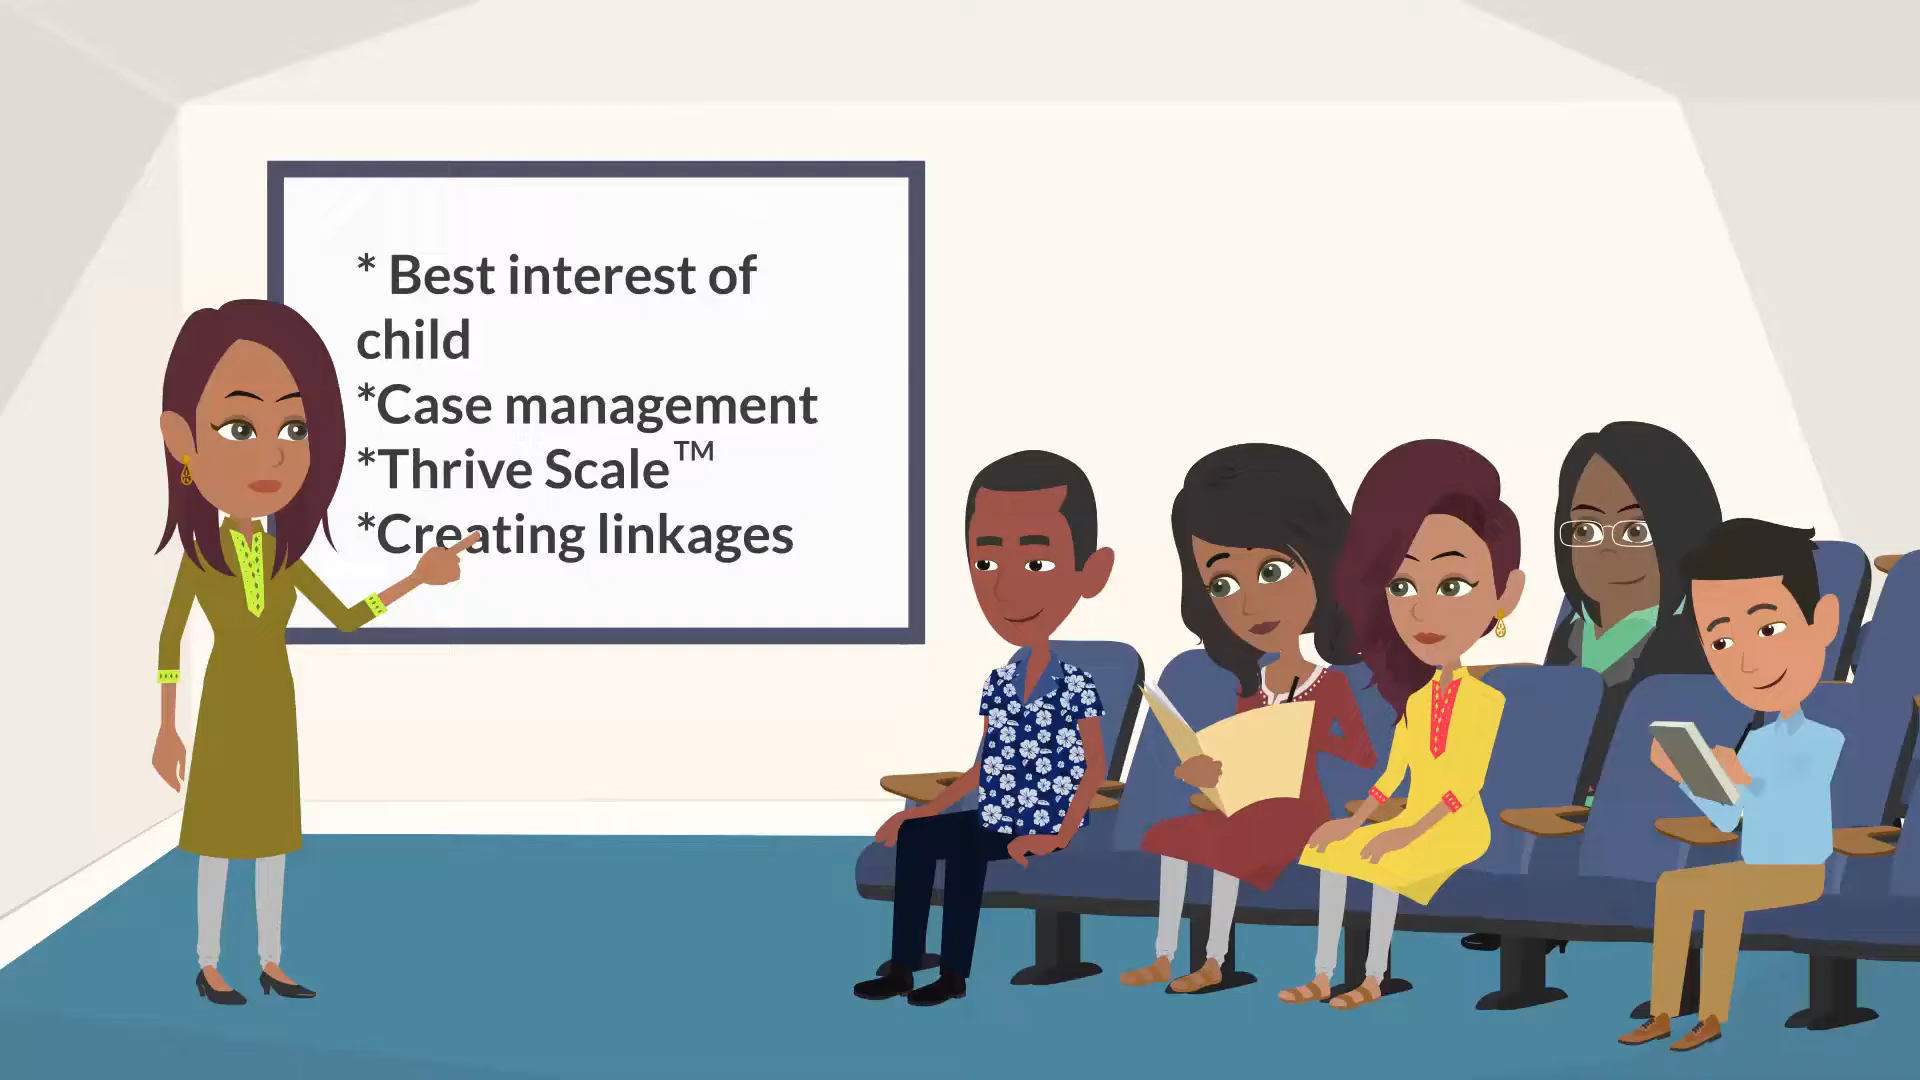 * Best interest of
child
*Case management
*Thrive Scale™
*Creating linkages